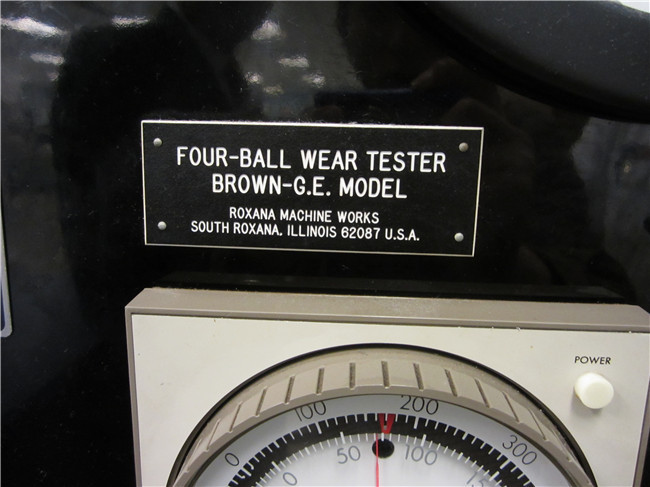 FOUR-BALL WEAR TESTER
BROWN-G.E. MODEL
ROXANA MACHINE WORKS
SOUTH ROXANA, ILLINOIS 62087 U.S.A.
POWER
0 100 200 300
50 100